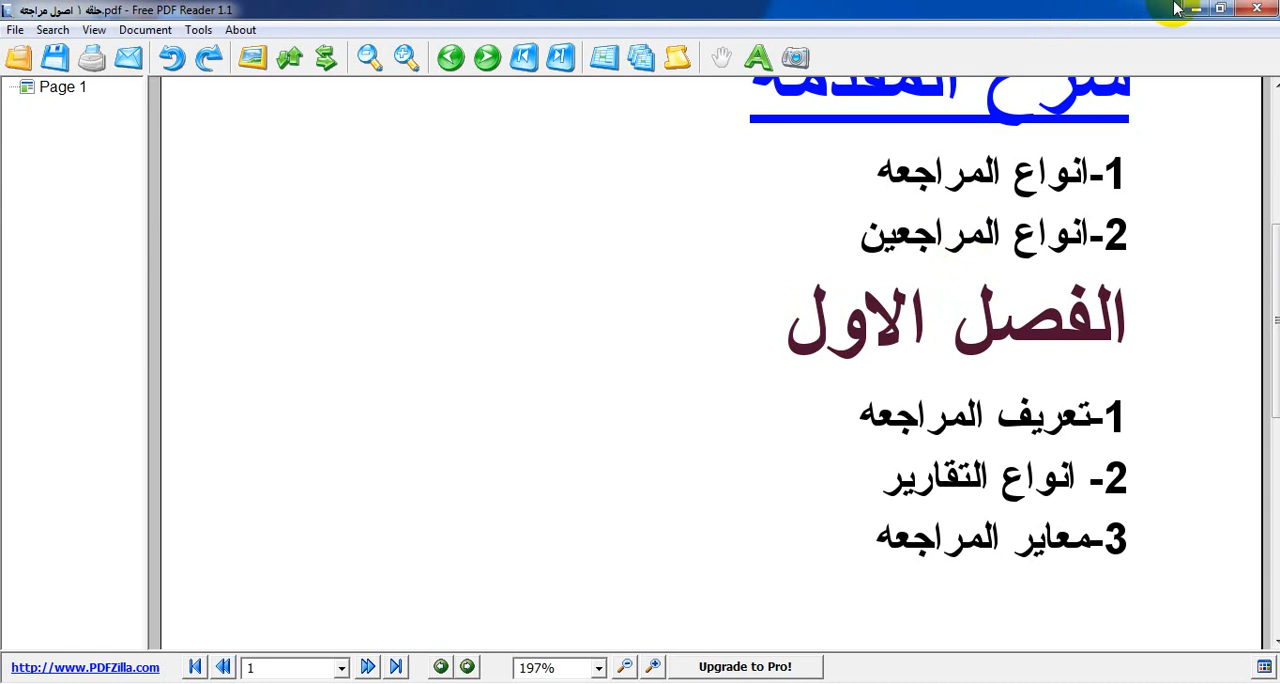 حلقه ١ اصول مراجعه.pdf - Free PDF Reader 1.1
File Search View Document Tools About
Page 1
شرح المقدمه
1-انواع المراجعه
2-انواع المراجعين
الفصل الاول
1-تعريف المراجعه
2- انواع التقارير
3-معاير المراجعه
http://www.PDFZilla.com
1
197%
Upgrade to Pro!